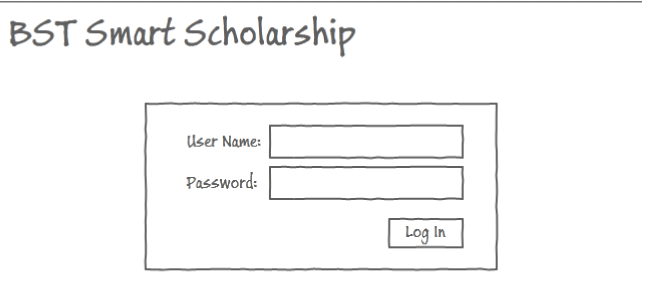 BST Smart Scholarship
User Name:
Password:
Log In